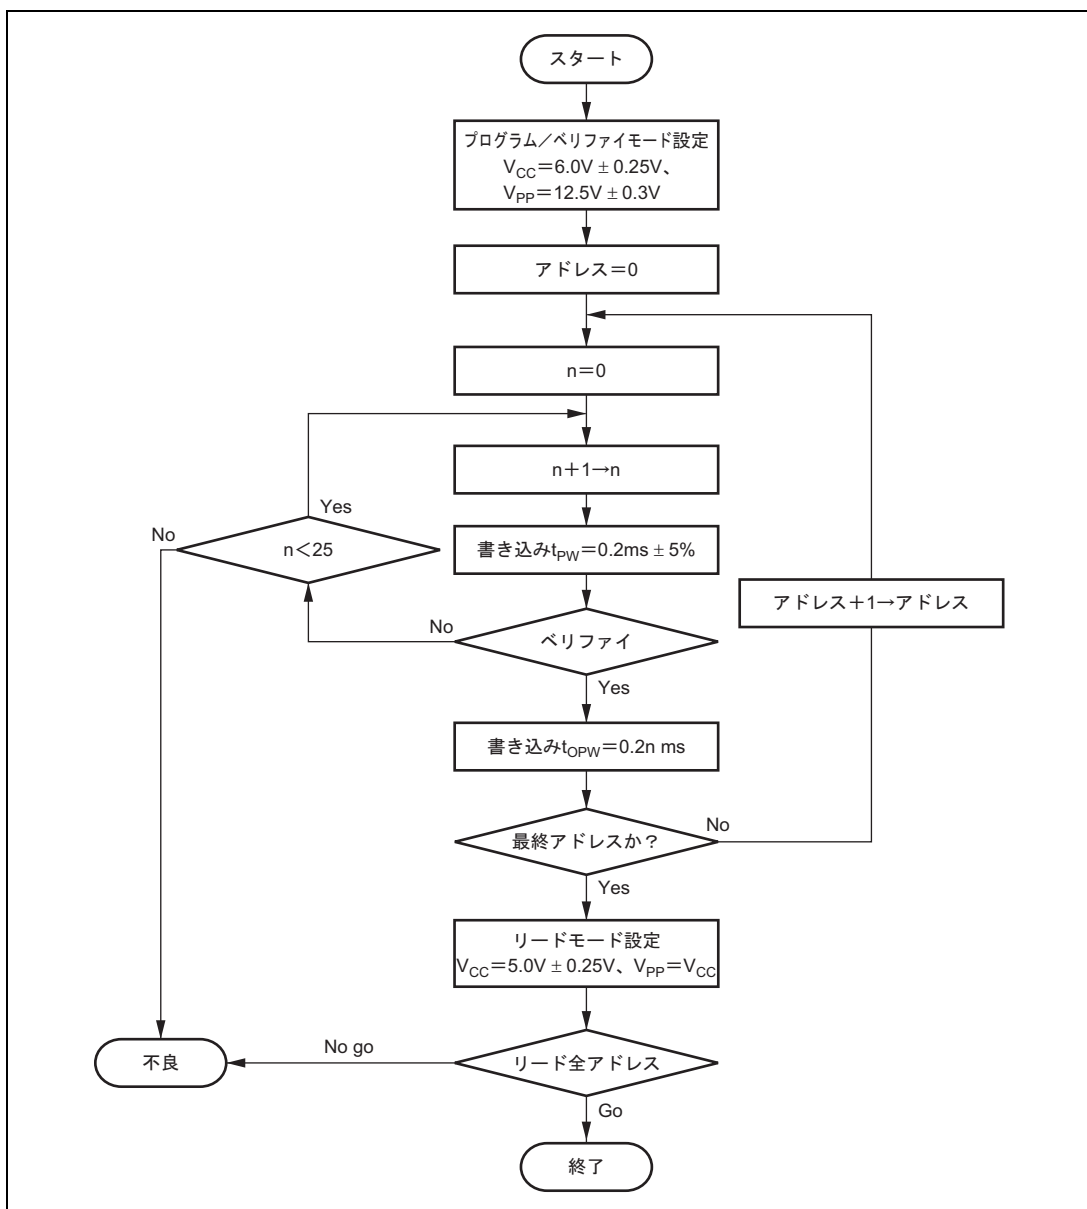 スタート
プログラム／ベリファイモード設定
VCC＝6.0V ± 0.25V、
VPP＝12.5V ± 0.3V
アドレス＝0
n＝0
n＋1→n
Yes
No
n＜25
書き込みtPW＝0.2ms ± 5%
アドレス＋1→アドレス
No
ベリファイ
Yes
書き込みtOPW＝0.2n ms
最終アドレスか？
No
Yes
リードモード設定
VCC＝5.0V ± 0.25V、VPP＝VCC
不良
No go
リード全アドレス
Go
終了